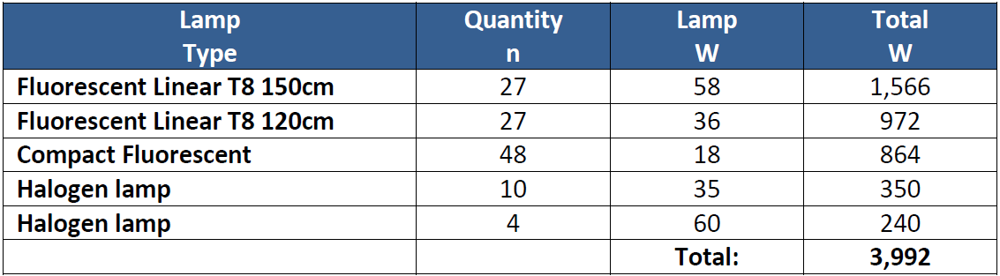 Lamp Quantity Lamp Total
Type n W W
Fluorescent Linear T8 150cm 27 58 1,566
Fluorescent Linear T8 120cm 27 36 972
Compact Fluorescent 48 18 864
Halogen lamp 10 35 350
Halogen lamp 4 60 240
Total: 3,992